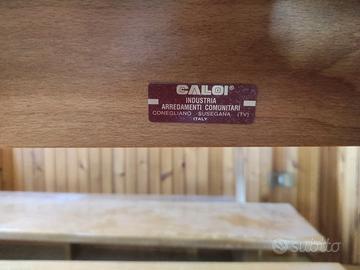 CALOI®
INDUSTRIA
ARREDAMENTI COMUNITARI
CONEGLIANO SUSEGANA (TV)
ITALY
subito